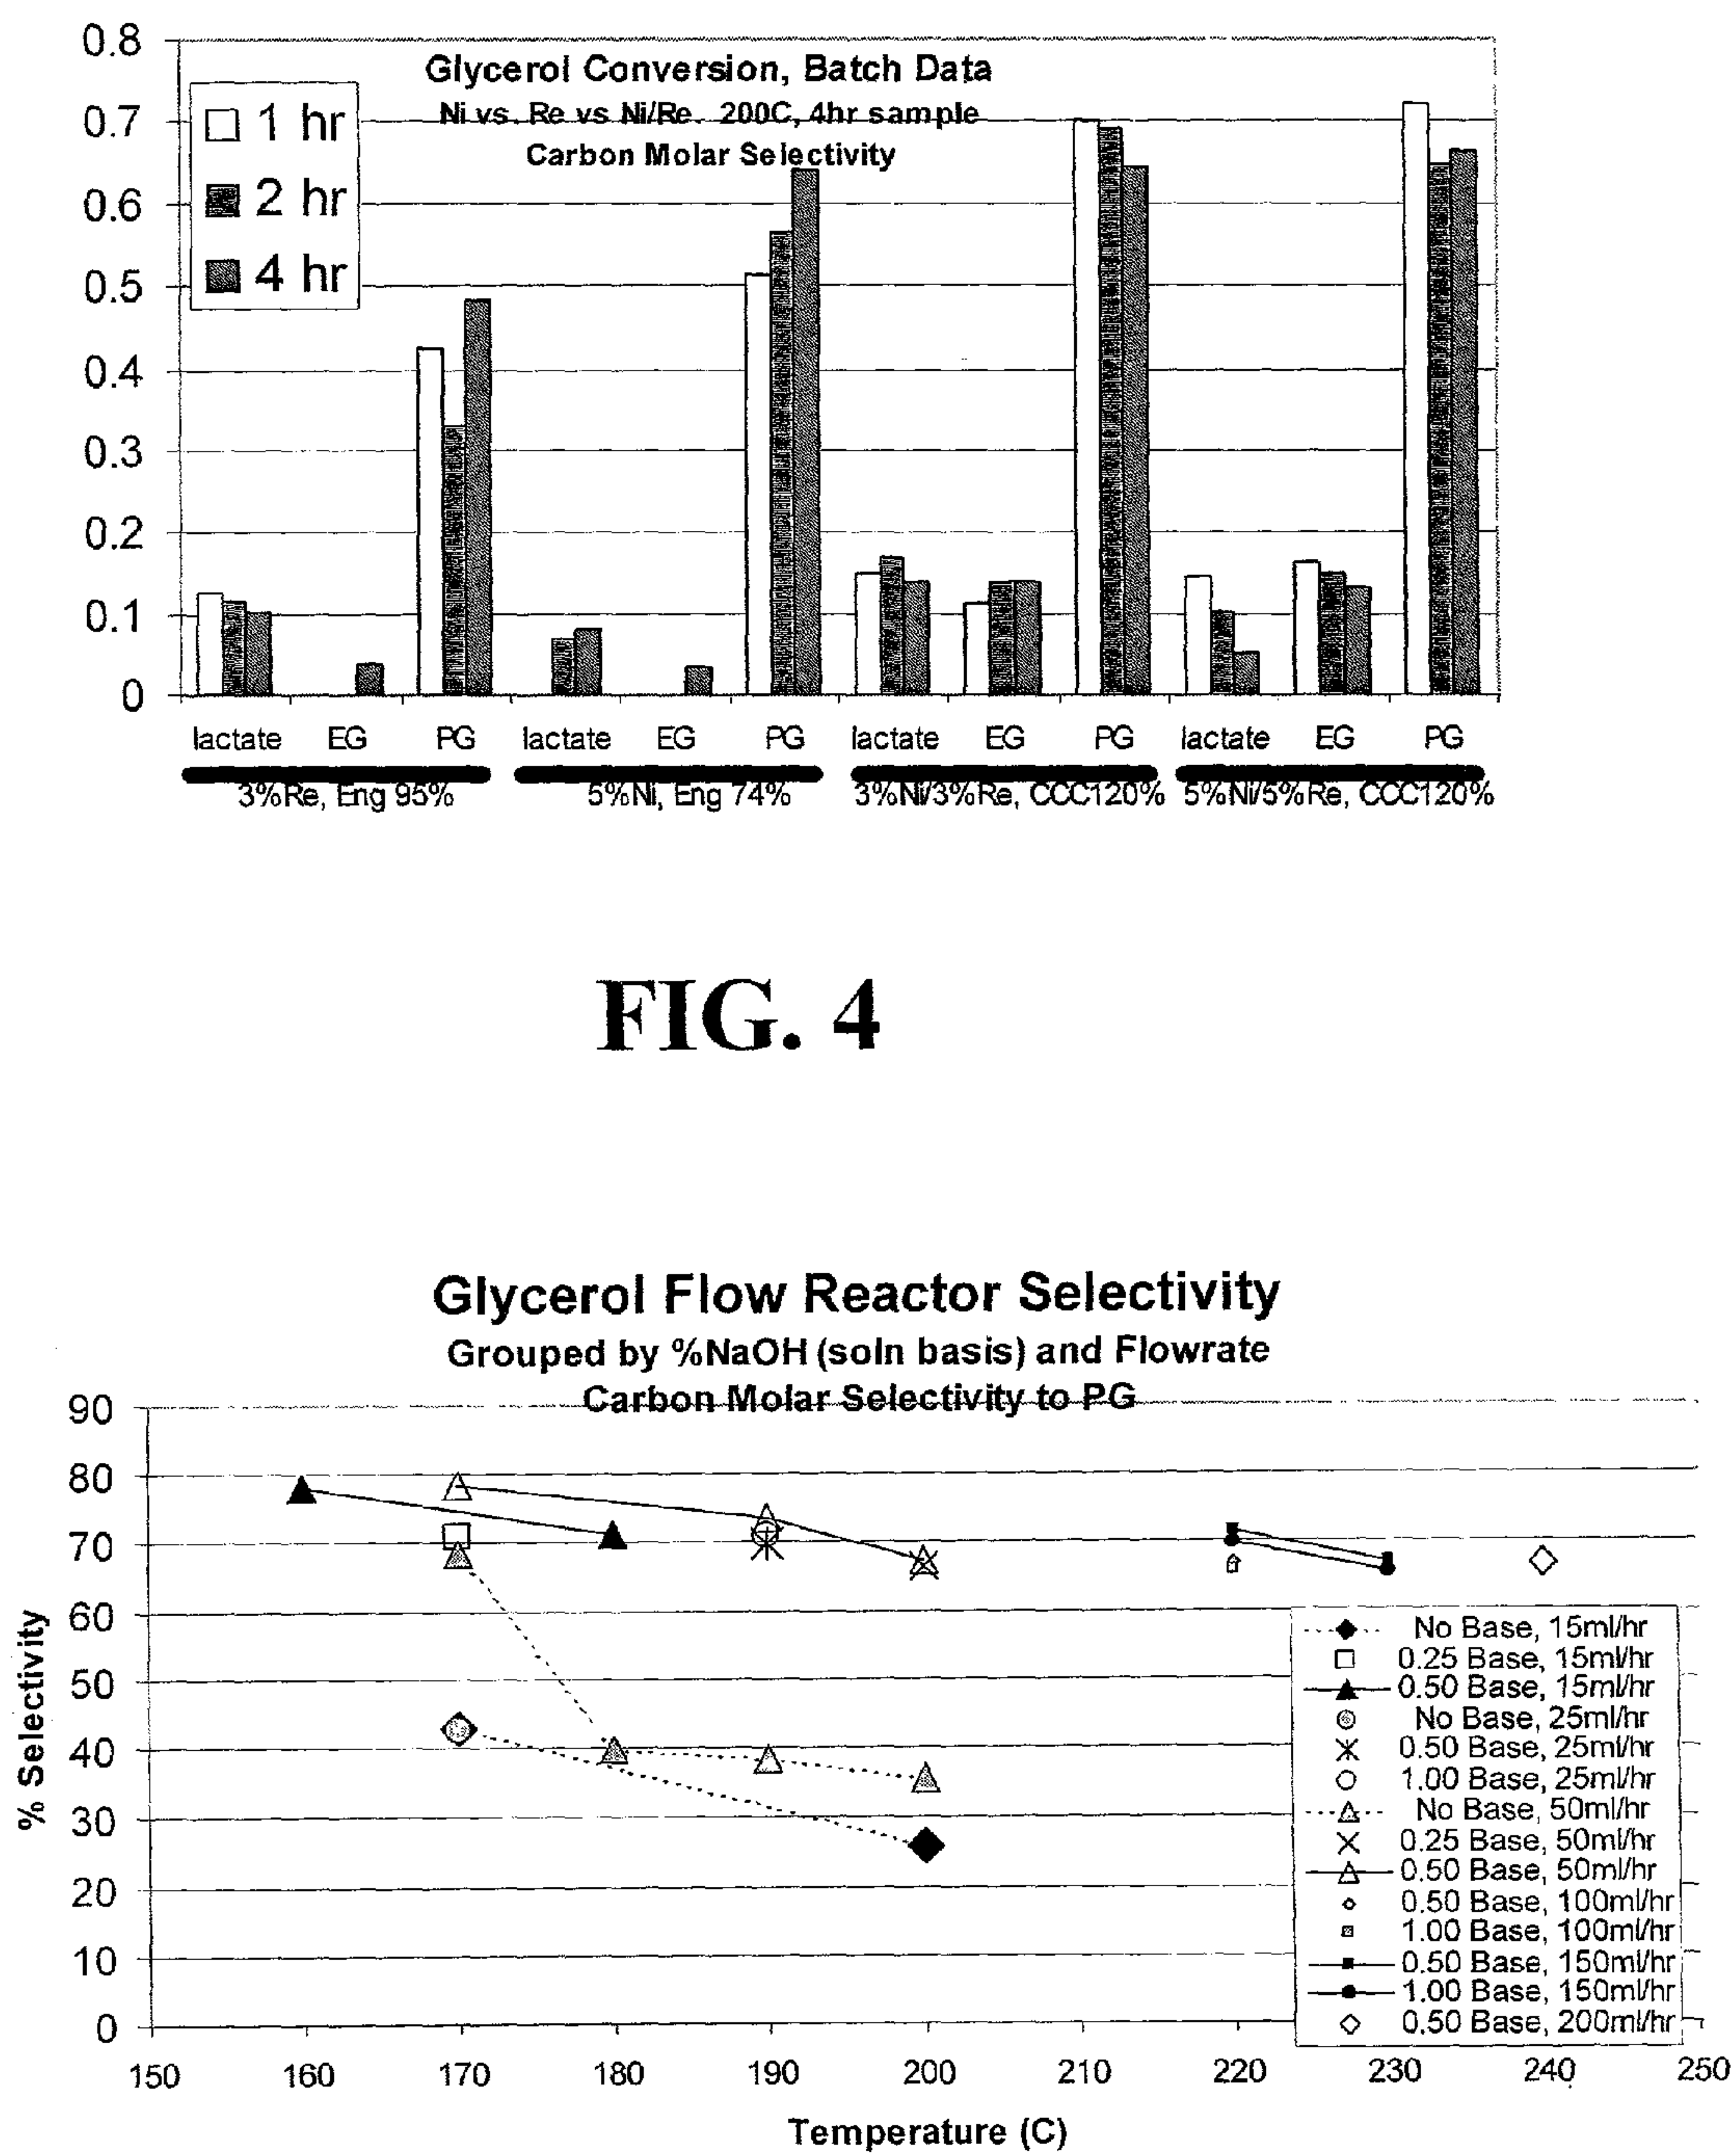 Glycerol Conversion, Batch Data
Ni vs. Re vs Ni/Re. 200C, 4hr sample
Carbon Molar Selectivity
1 hr
2 hr
4 hr
0.8
0.7
0.6
0.5
0.4
0.3
0.2
0.1
0
lactate EG PG lactate EG PG lactate EG PG lactate EG PG
3%Re, Eng 95% 5%Ni, Eng 74% 3%Ni/3%Re, CCC120% 5%Ni/5%Re, CCC120%
FIG. 4
Glycerol Flow Reactor Selectivity
Grouped by %NaOH (soln basis) and Flowrate
Carbon Molar Selectivity to PG
% Selectivity
90
80
70
60
50
40
30
20
10
0
No Base, 15ml/hr
0.25 Base, 15ml/hr
0.50 Base, 15ml/hr
No Base, 25ml/hr
0.50 Base, 25ml/hr
1.00 Base, 25ml/hr
No Base, 50ml/hr
0.25 Base, 50ml/hr
0.50 Base, 50ml/hr
0.50 Base, 100ml/hr
1.00 Base, 100ml/hr
0.50 Base, 150ml/hr
1.00 Base, 150ml/hr
0.50 Base, 200ml/hr
150 160 170 180 190 200 210 220 230 240 250
Temperature (C)